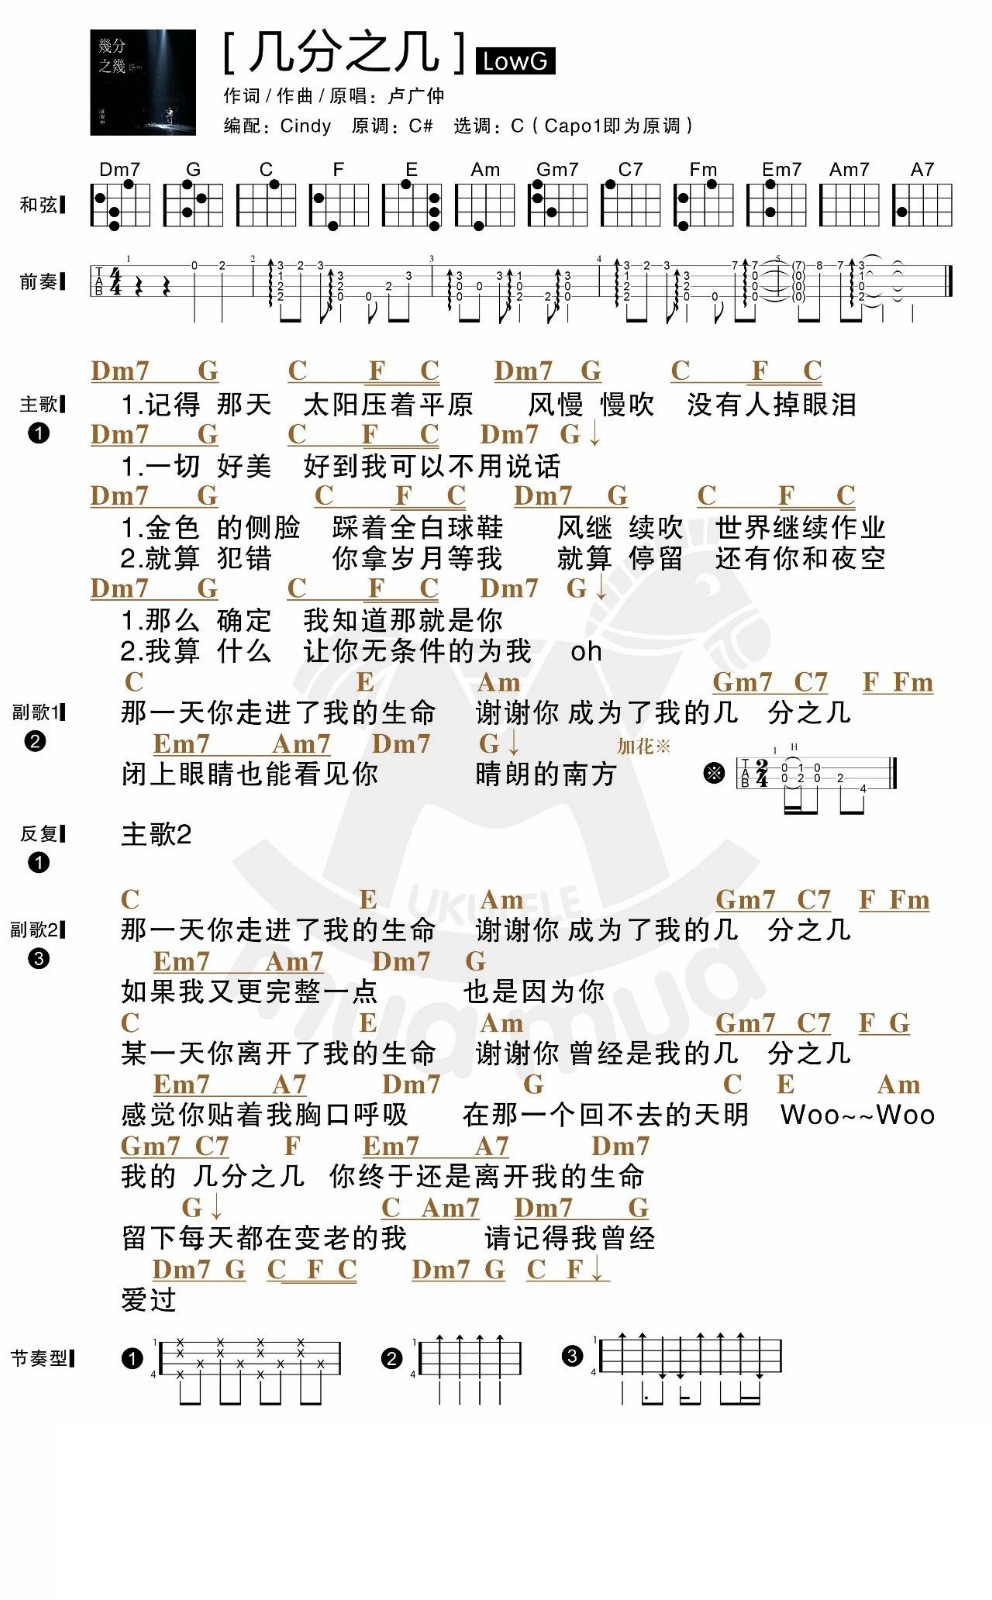 幾分
之幾
[ 几分之几 ] LowG
作词 / 作曲 / 原唱：卢广仲
编配：Cindy 原调：C# 选调：C（Capo1即为原调）
Dm7 G C F E Am Gm7 C7 Fm Em7 Am7 A7
和弦
前奏
Dm7 G C F C Dm7 G C F C
主歌 1.记得 那天 太阳压着平原 风慢 慢吹 没有人掉眼泪
❶ Dm7 G C F C Dm7 G↓
1.一切 好美 好到我可以不用说话
Dm7 G C F C Dm7 G C F C
1.金色 的侧脸 踩着全白球鞋 风继 续吹 世界继续作业
2.就算 犯错 你拿岁月等我 就算 停留 还有你和夜空
Dm7 G C F C Dm7 G↓
1.那么 确定 我知道那就是你
2.我算 什么 让你无条件的为我 oh
C E Am Gm7 C7 F Fm
副歌1 那一天你走进了我的生命 谢谢你 成为了我的几 分之几
❷ Em7 Am7 Dm7 G↓ 加花※
闭上眼睛也能看见你 晴朗的南方 ※
反复 主歌2
❶
C E Am Gm7 C7 F Fm
副歌2 那一天你走进了我的生命 谢谢你 成为了我的几 分之几
❸ Em7 Am7 Dm7 G
如果我又更完整一点 也是因为你
C E Am Gm7 C7 F G
某一天你离开了我的生命 谢谢你 曾经是我的几 分之几
Em7 A7 Dm7 G C E Am
感觉你贴着我胸口呼吸 在那一个回不去的天明 Woo~~Woo
Gm7 C7 F Em7 A7 Dm7
我的 几分之几 你终于还是离开我的生命
G↓ C Am7 Dm7 G
留下每天都在变老的我 请记得我曾经
Dm7 G C F C Dm7 G C F↓
爱过
节奏型 ❶ ❷ ❸
UKULELE
mua mua